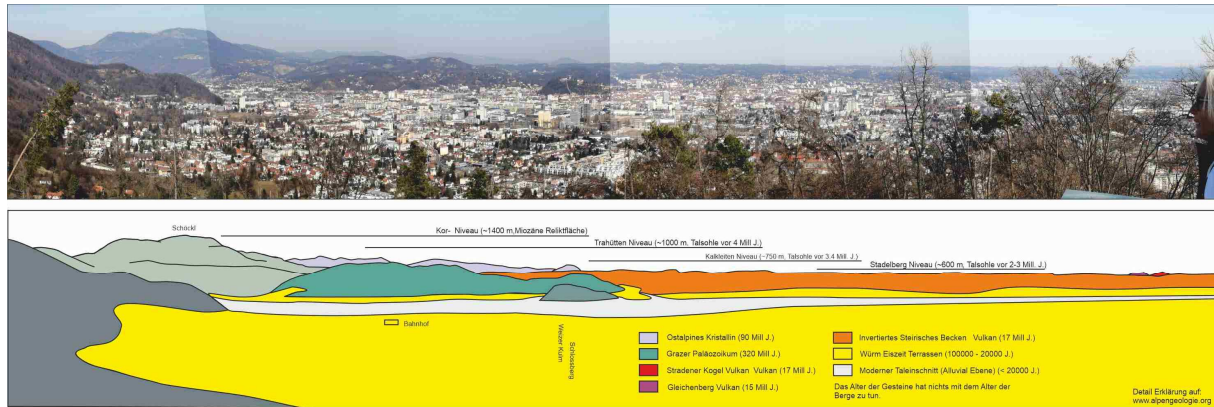 Schöckl
Kor- Niveau (~1400 m,Miozäne Reliktfläche)
Trahütten Niveau (~1000 m, Talsohle vor 4 Mill J.)
Kalkleiten Niveau (~750 m, Talsohle vor 3.4 Mill. J.)
Stadelberg Niveau (~600 m, Talsohle vor 2-3 Mill. J.)
Bahnhof
Weizer Kulm
Schlossberg
Ostalpines Kristallin (90 Mill J.)
Grazer Paläozoikum (320 Mill J.)
Stradener Kogel Vulkan Vulkan (17 Mill J.)
Gleichenberg Vulkan (15 Mill J.)
Invertiertes Steirisches Becken Vulkan (17 Mill J.)
Würm Eiszeit Terrassen (100000 - 20000 J.)
Moderner Taleinschnitt (Alluvial Ebene) (< 20000 J.)
Das Alter der Gesteine hat nichts mit dem Alter der
Berge zu tun.
Detail Erklärung auf:
www.alpengeologie.org